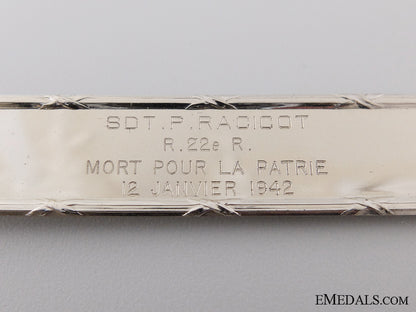 SDT.P.RACICOT
R.22e R.
MORT POUR LA PATRIE
12 JANVIER 1942
EMEDALS.COM